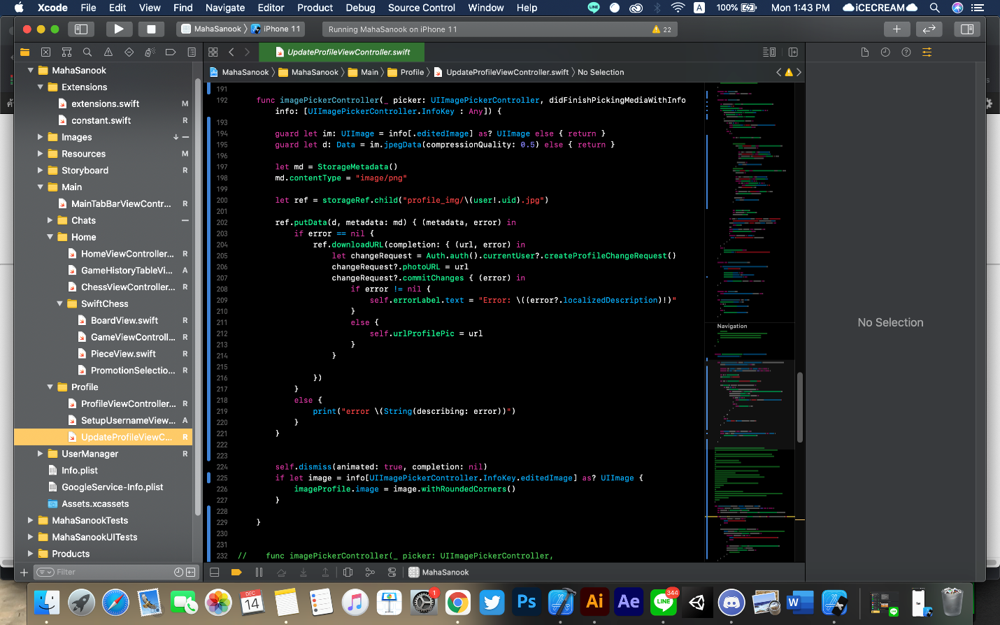 Xcode File Edit View Find Navigate Editor Product Debug Source Control Window Help LINE A 100% Mon 1:43 PM ☁iCECREAM☁
MahaSanook 〉 iPhone 11 Running MahaSanook on iPhone 11 22
UpdateProfileViewController.swift
MahaSanook 〉 MahaSanook 〉 Main 〉 Profile 〉 UpdateProfileViewController.swift 〉 No Selection
MahaSanook
Extensions
extensions.swift M
constant.swift R
Images
Resources M
Storyboard R
Main
MainTabBarViewContr... R
Chats
Home
HomeViewController... R
GameHistoryTableVi... A
ChessViewController... R
SwiftChess
BoardView.swift R
GameViewControll... R
PieceView.swift R
PromotionSelectio... R
Profile
ProfileViewController... R
SetupUsernameView... A
UpdateProfileViewC... R
UserManager R
Info.plist
GoogleService-Info.plist
Assets.xcassets
MahaSanookTests
MahaSanookUITests
Products
Filter
191
192 func imagePickerController(_ picker: UIImagePickerController, didFinishPickingMediaWithInfo
info: [UIImagePickerController.InfoKey : Any]) {
193
194 guard let im: UIImage = info[.editedImage] as? UIImage else { return }
195 guard let d: Data = im.jpegData(compressionQuality: 0.5) else { return }
196
197 let md = StorageMetadata()
198 md.contentType = "image/png"
199
200 let ref = storageRef.child("profile_img/\(user!.uid).jpg")
201
202 ref.putData(d, metadata: md) { (metadata, error) in
203 if error == nil {
204 ref.downloadURL(completion: { (url, error) in
205 let changeRequest = Auth.auth().currentUser?.createProfileChangeRequest()
206 changeRequest?.photoURL = url
207 changeRequest?.commitChanges { (error) in
208 if error != nil {
209 self.errorLabel.text = "Error: \((error?.localizedDescription)!)"
210 }
211 else {
212 self.urlProfilePic = url
213 }
214 }
215
216 })
217 }
218 else {
219 print("error \(String(describing: error))")
220 }
221 }
222
223
224 self.dismiss(animated: true, completion: nil)
225 if let image = info[UIImagePickerController.InfoKey.editedImage] as? UIImage {
226 imageProfile.image = image.withRoundedCorners()
227 }
228
229 }
230
231
232 // func imagePickerController(_ picker: UIImagePickerController,
Navigation
No Selection
MahaSanook
DEC
14
1
Ps
Ai
Ae
LINE
344
W